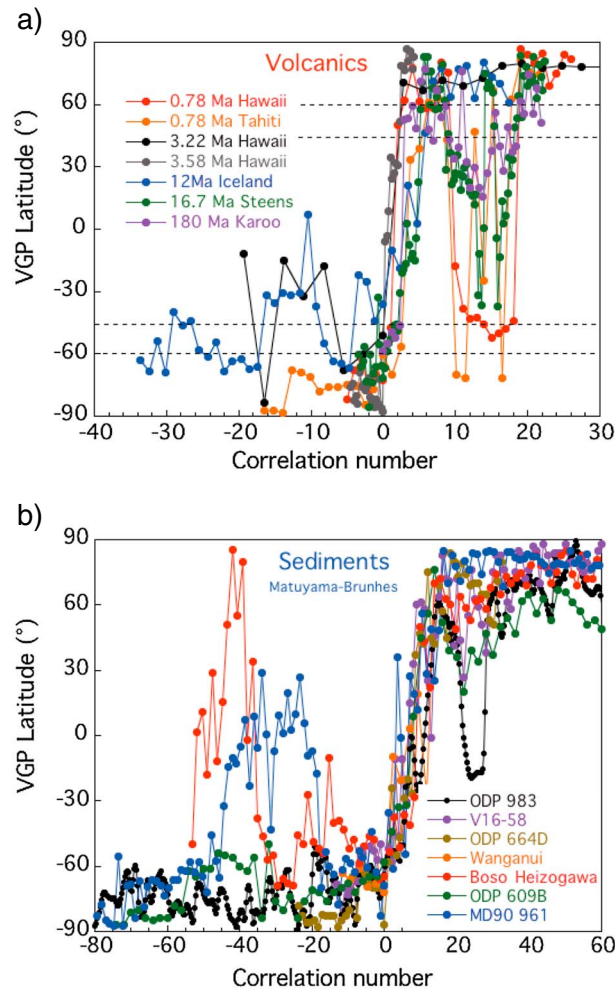 a)
90
60
30
0
-30
-60
-90
VGP Latitude (°)
Volcanics
0.78 Ma Hawaii
0.78 Ma Tahiti
3.22 Ma Hawaii
3.58 Ma Hawaii
12Ma Iceland
16.7 Ma Steens
180 Ma Karoo
-40 -30 -20 -10 0 10 20 30
Correlation number
b)
90
60
30
0
-30
-60
-90
VGP Latitude (°)
Sediments
Matuyama-Brunhes
ODP 983
V16-58
ODP 664D
Wanganui
Boso Heizogawa
ODP 609B
MD90 961
-80 -60 -40 -20 0 20 40 60
Correlation number